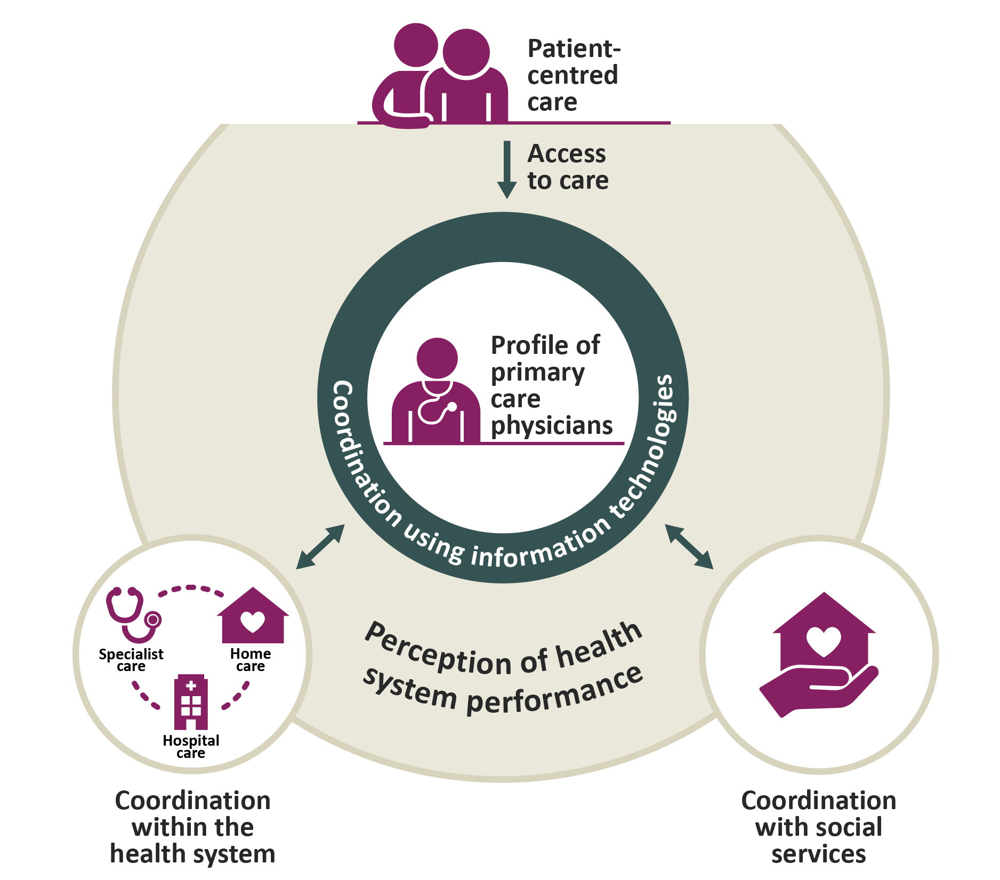 Patient-
centred
care
Access
to care
Profile of
primary
care
physicians
Coordination using information technologies
Perception of health
system performance
Specialist
care
Home
care
Hospital
care
Coordination
within the
health system
Coordination
with social
services